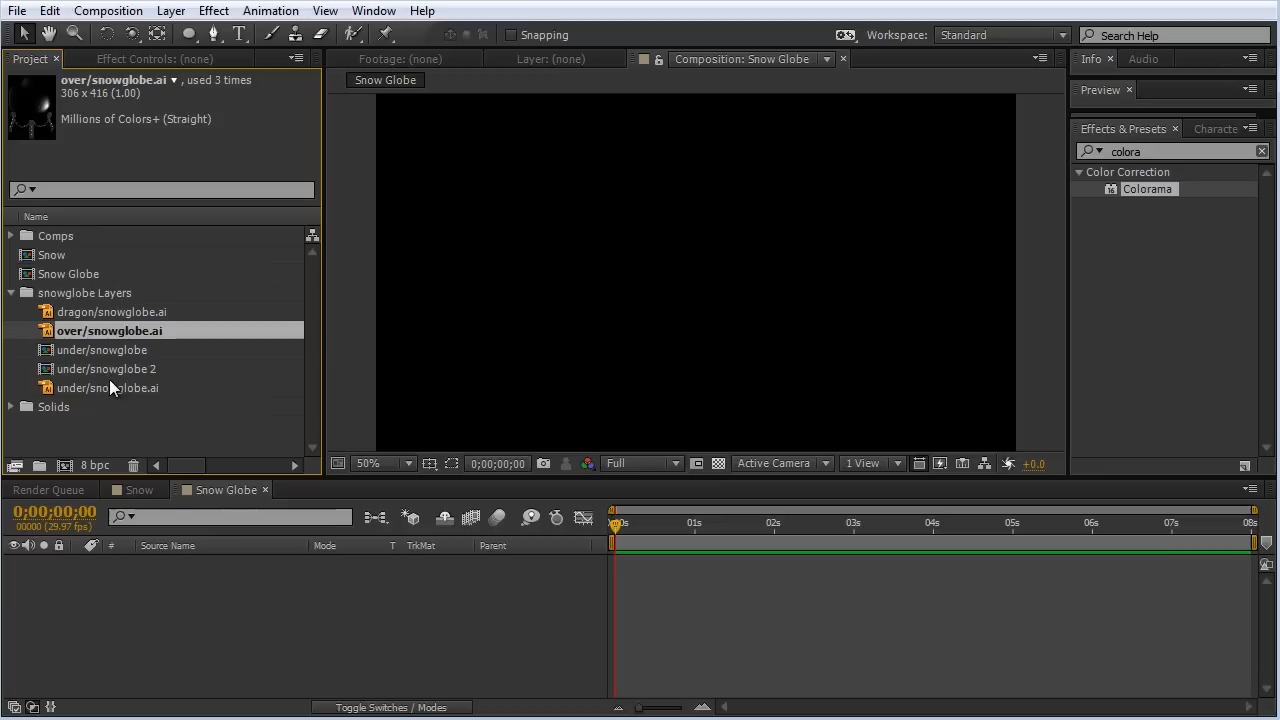 File Edit Composition Layer Effect Animation View Window Help
Snapping
Workspace: Standard
Search Help
Project × Effect Controls: (none)
over/snowglobe.ai ▾ , used 3 times
306 x 416 (1.00)
Millions of Colors+ (Straight)
Name
Comps
Snow
Snow Globe
snowglobe Layers
dragon/snowglobe.ai
over/snowglobe.ai
under/snowglobe
under/snowglobe 2
under/snowglobe.ai
Solids
8 bpc
Footage: (none) Layer: (none) Composition: Snow Globe ×
Snow Globe
50% 0;00;00;00 Full Active Camera 1 View +0.0
Info × Audio
Preview ×
Effects & Presets × Characte
colora
Color Correction
16 Colorama
Render Queue Snow Snow Globe ×
0;00;00;00
00000 (29.97 fps)
# Source Name Mode T TrkMat Parent
01s 02s 03s 04s 05s 06s 07s 08s
Toggle Switches / Modes